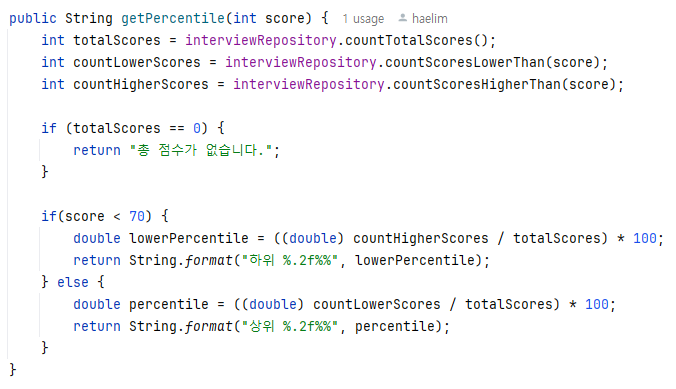 public String getPercentile(int score) { 1 usage haelim
    int totalScores = interviewRepository.countTotalScores();
    int countLowerScores = interviewRepository.countScoresLowerThan(score);
    int countHigherScores = interviewRepository.countScoresHigherThan(score);
    if (totalScores == 0) {
        return "총 점수가 없습니다.";
    }
    if(score < 70) {
        double lowerPercentile = ((double) countHigherScores / totalScores) * 100;
        return String.format("하위 %.2f%%", lowerPercentile);
    } else {
        double percentile = ((double) countLowerScores / totalScores) * 100;
        return String.format("상위 %.2f%%", percentile);
    }
}